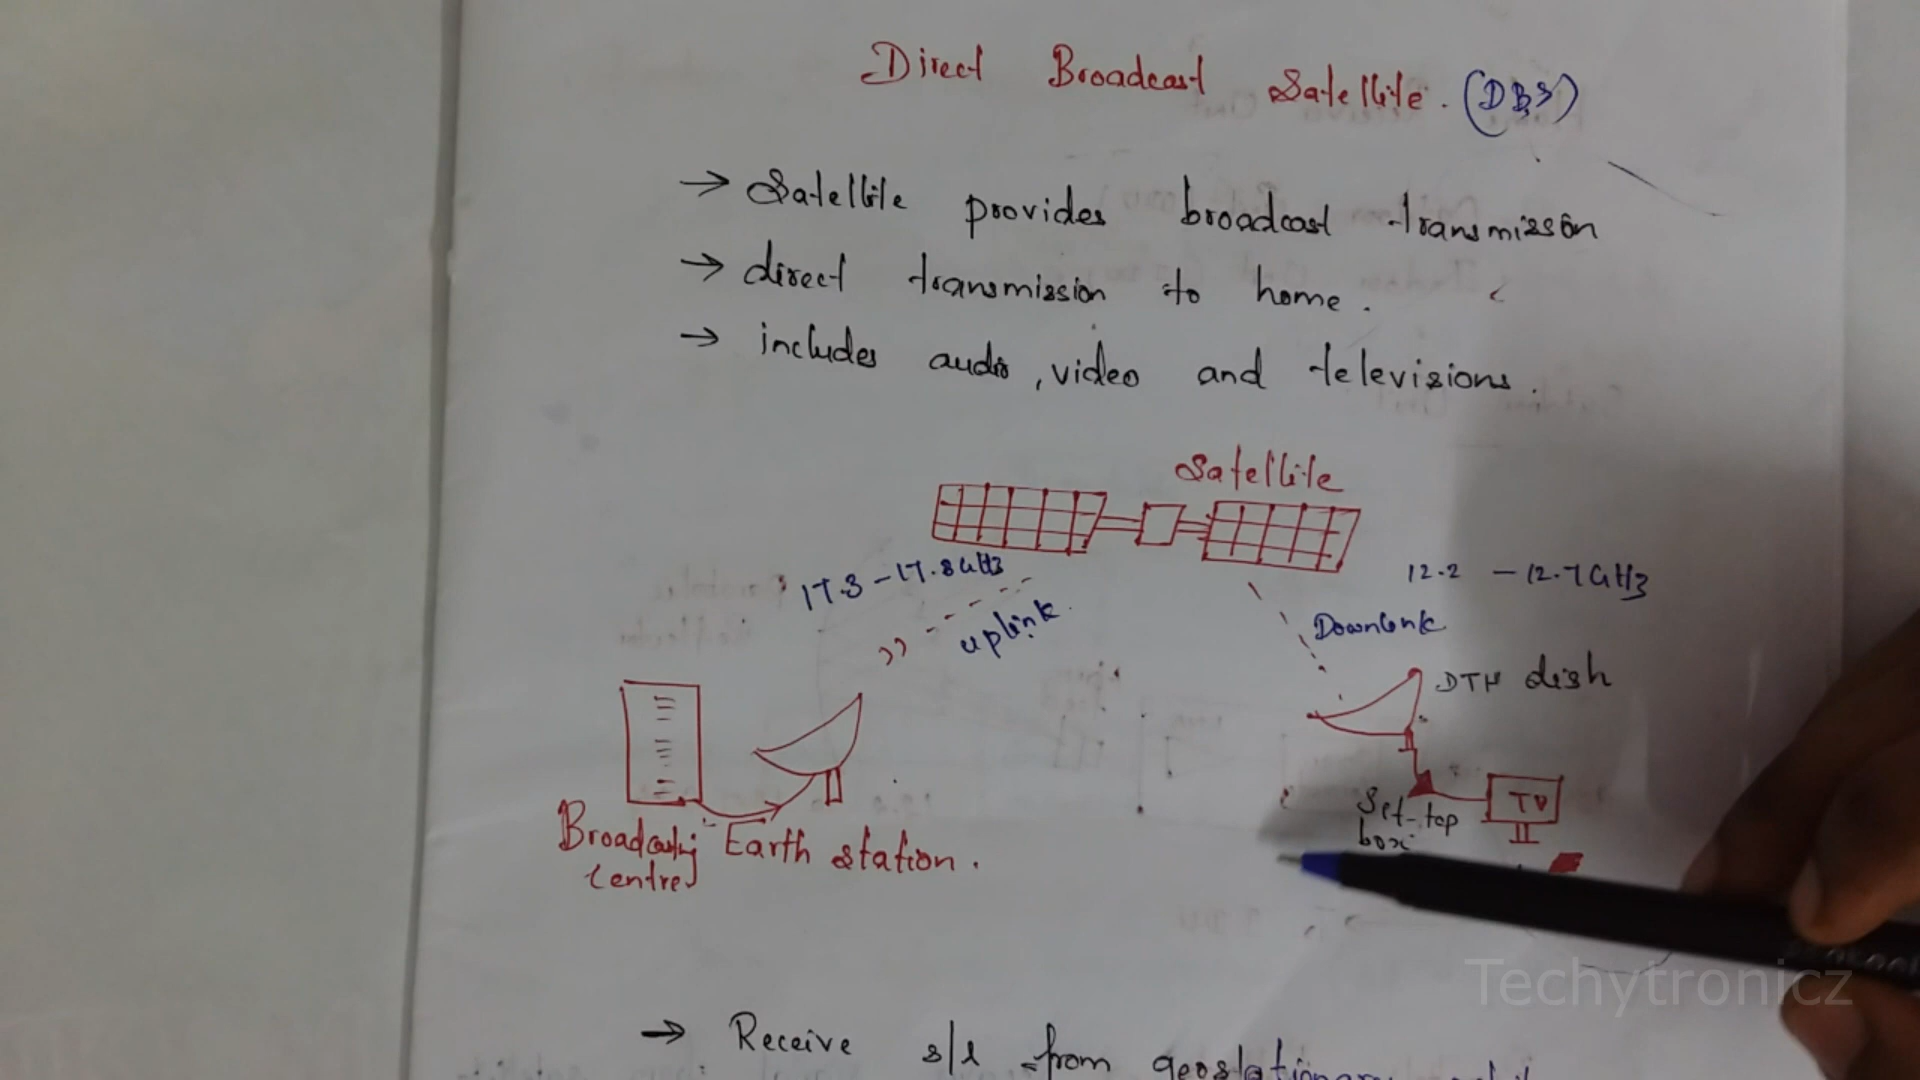 Direct Broadcast Satellite. (DBS)
→ Satellite provides broadcast transmission
→ direct transmission to home.
→ includes audio, video and televisions.
Satellite
17.3 - 17.8 GHz
uplink
12.2 - 12.7 GHz
Downlink
DTH dish
Set-top
box
TV
Broadcasting
Centre
Earth station.
→ Receive s/l from geostationary
Techytronicz